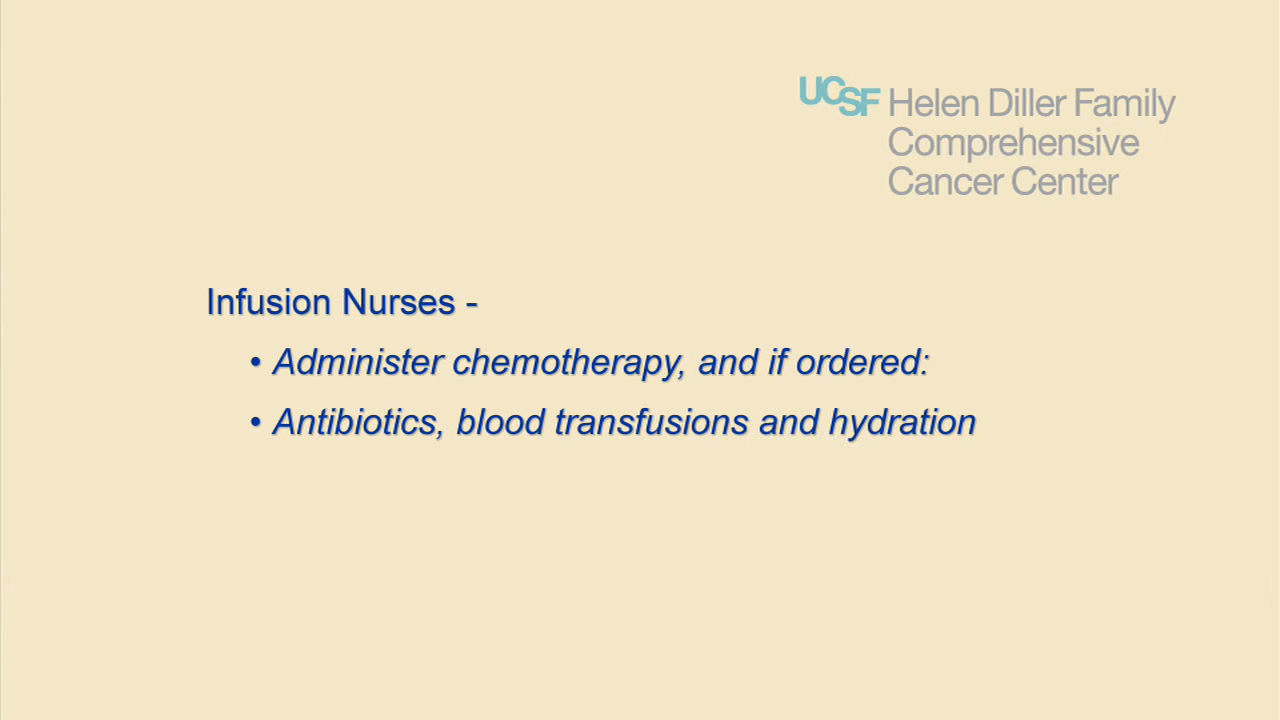 UCSF Helen Diller Family
Comprehensive
Cancer Center
Infusion Nurses -
• Administer chemotherapy, and if ordered:
• Antibiotics, blood transfusions and hydration